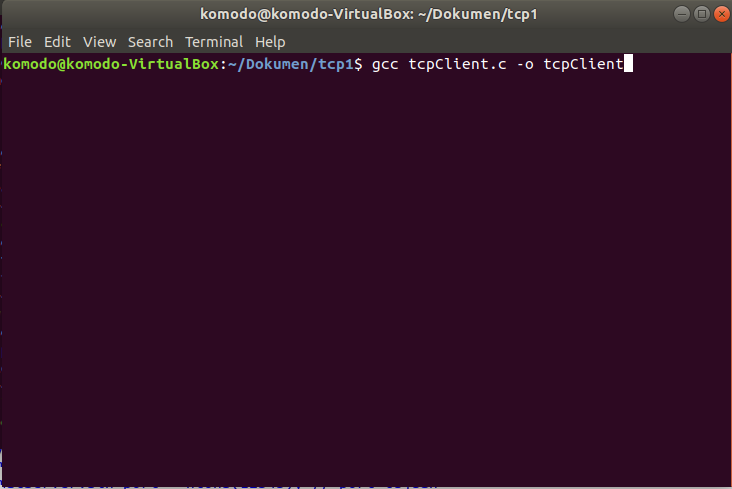 komodo@komodo-VirtualBox: ~/Dokumen/tcp1
File Edit View Search Terminal Help
komodo@komodo-VirtualBox:~/Dokumen/tcp1$ gcc tcpClient.c -o tcpClient